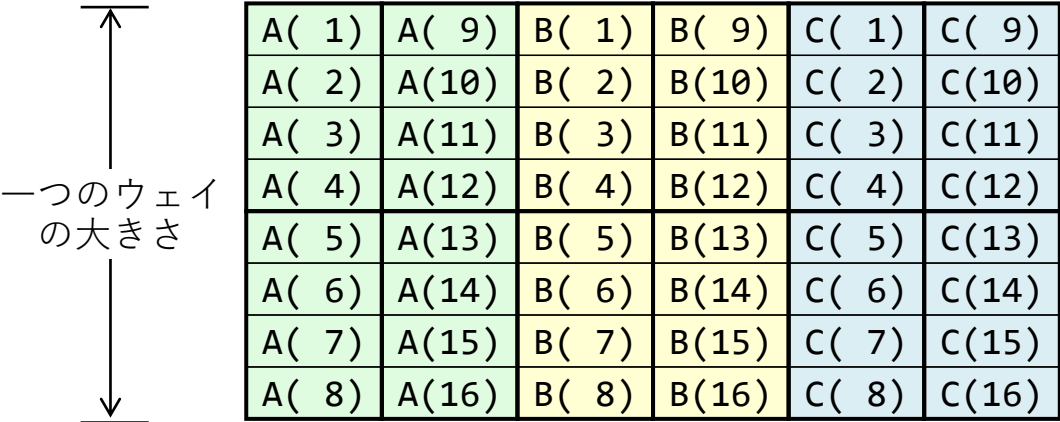 一つのウェイ
の大きさ
A( 1) A( 9) B( 1) B( 9) C( 1) C( 9)
A( 2) A(10) B( 2) B(10) C( 2) C(10)
A( 3) A(11) B( 3) B(11) C( 3) C(11)
A( 4) A(12) B( 4) B(12) C( 4) C(12)
A( 5) A(13) B( 5) B(13) C( 5) C(13)
A( 6) A(14) B( 6) B(14) C( 6) C(14)
A( 7) A(15) B( 7) B(15) C( 7) C(15)
A( 8) A(16) B( 8) B(16) C( 8) C(16)